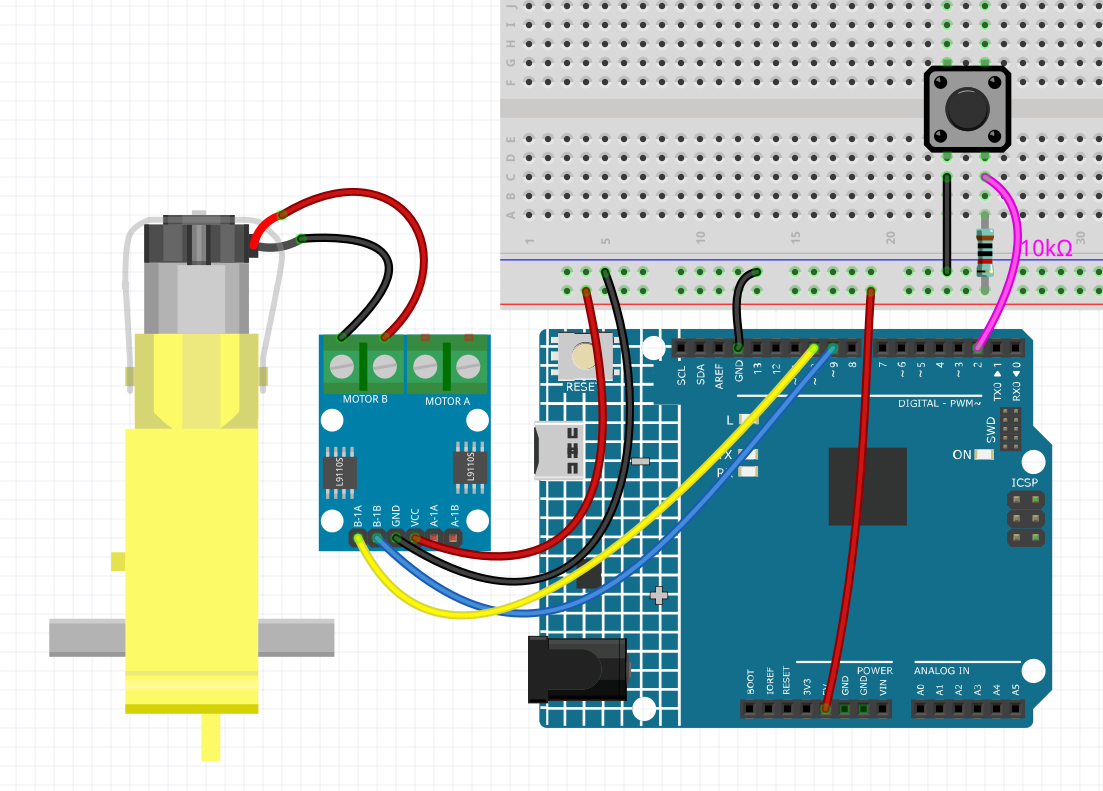 J
I
H
G
F
E
D
C
B
A
1
5
10
15
20
30
10kΩ
RESET
SCL
SDA
AREF
GND
13
12
~
~9
8
7
~6
~5
4
~3
2
TX0 ▶1
RX0 ◀0
DIGITAL - PWM~
L
TX
RX
ON
SWD
ICSP
MOTOR B
MOTOR A
L9110S
L9110S
B-1A
B-1B
GND
VCC
A-1A
A-1B
POWER
ANALOG IN
BOOT
IOREF
RESET
3V3
GND
GND
VIN
A0
A1
A2
A3
A4
A5